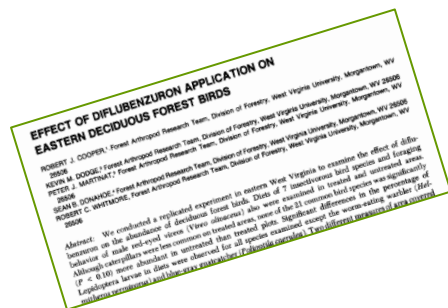 EFFECT OF DIFLUBENZURON APPLICATION ON
EASTERN DECIDUOUS FOREST BIRDS
ROBERT J. COOPER,¹ Forest Arthropod Research Team, Division of Forestry, West Virginia University, Morgantown, WV
26506
KEVIN M. DODGE,² Forest Arthropod Research Team, Division of Forestry, West Virginia University, Morgantown, WV 26506
PETER J. MARTINAT,³ Forest Arthropod Research Team, Division of Forestry, West Virginia University, Morgantown, WV
26506
SEAN B. DONAHOE,⁴ Forest Arthropod Research Team, Division of Forestry, West Virginia University, Morgantown, WV 26506
ROBERT C. WHITMORE, Forest Arthropod Research Team, Division of Forestry, West Virginia University, Morgantown, WV
26506
Abstract: We conducted a replicated experiment in eastern West Virginia to examine the effect of diflu-
benzuron on the abundance of deciduous forest birds. Diets of 7 insectivorous bird species and foraging
behavior of male red-eyed vireos (Vireo olivaceus) also were examined in treated and untreated areas.
Although caterpillars were less common on treated areas, none of the 21 common bird species was significantly
(P < 0.10) more abundant in untreated than treated plots. Significant differences in the percentage of
Lepidoptera larvae in diets were observed for all species examined except the worm-eating warbler (Hel-
mitheros vermivorus) and blue-gray gnatcatcher (Polioptila caerulea). Two different measures of area covered